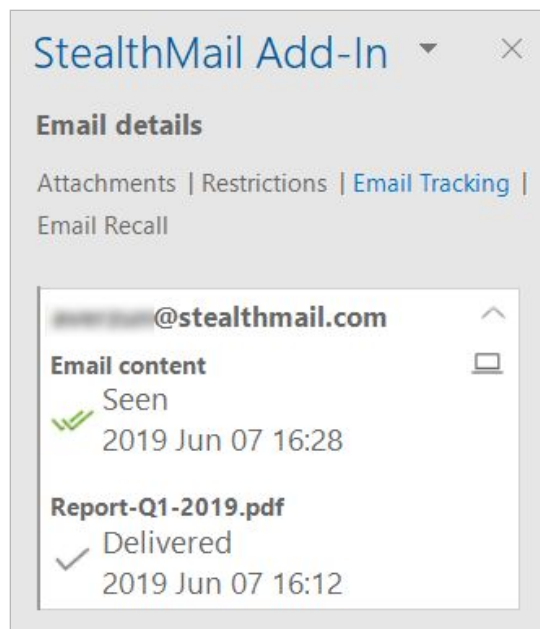 StealthMail Add-In
Email details
Attachments | Restrictions | Email Tracking |
Email Recall
@stealthmail.com
Email content
Seen
2019 Jun 07 16:28
Report-Q1-2019.pdf
Delivered
2019 Jun 07 16:12